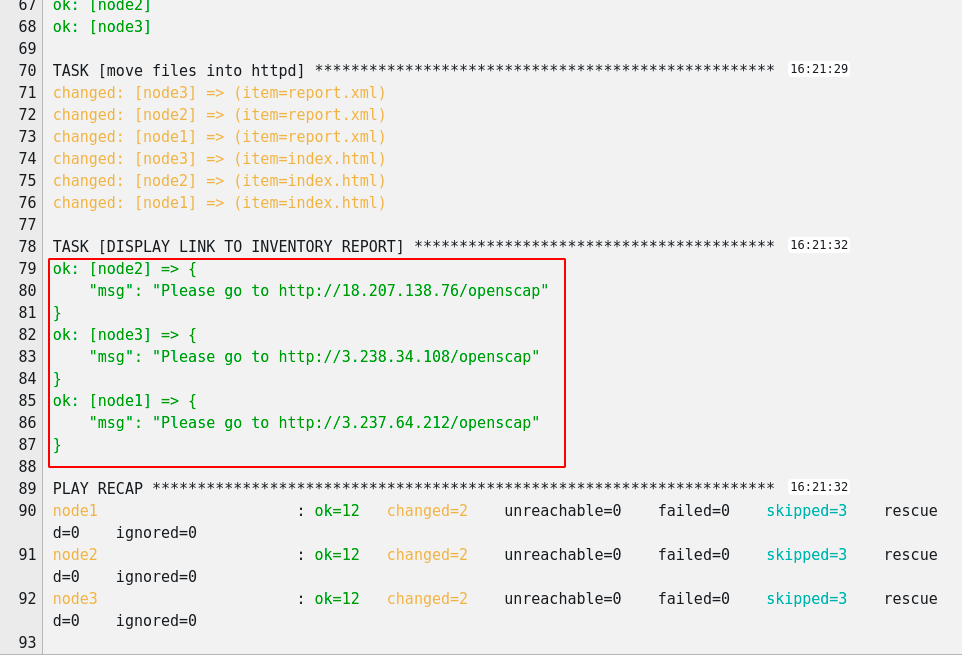 67 ok: [node2]
68 ok: [node3]
69
70 TASK [move files into httpd] *************************************************** 16:21:29
71 changed: [node3] => (item=report.xml)
72 changed: [node2] => (item=report.xml)
73 changed: [node1] => (item=report.xml)
74 changed: [node3] => (item=index.html)
75 changed: [node2] => (item=index.html)
76 changed: [node1] => (item=index.html)
77
78 TASK [DISPLAY LINK TO INVENTORY REPORT] **************************************** 16:21:32
79 ok: [node2] => {
80     "msg": "Please go to http://18.207.138.76/openscap"
81 }
82 ok: [node3] => {
83     "msg": "Please go to http://3.238.34.108/openscap"
84 }
85 ok: [node1] => {
86     "msg": "Please go to http://3.237.64.212/openscap"
87 }
88
89 PLAY RECAP ********************************************************************* 16:21:32
90 node1                      : ok=12   changed=2    unreachable=0    failed=0    skipped=3    rescue
d=0    ignored=0
91 node2                      : ok=12   changed=2    unreachable=0    failed=0    skipped=3    rescue
d=0    ignored=0
92 node3                      : ok=12   changed=2    unreachable=0    failed=0    skipped=3    rescue
d=0    ignored=0
93